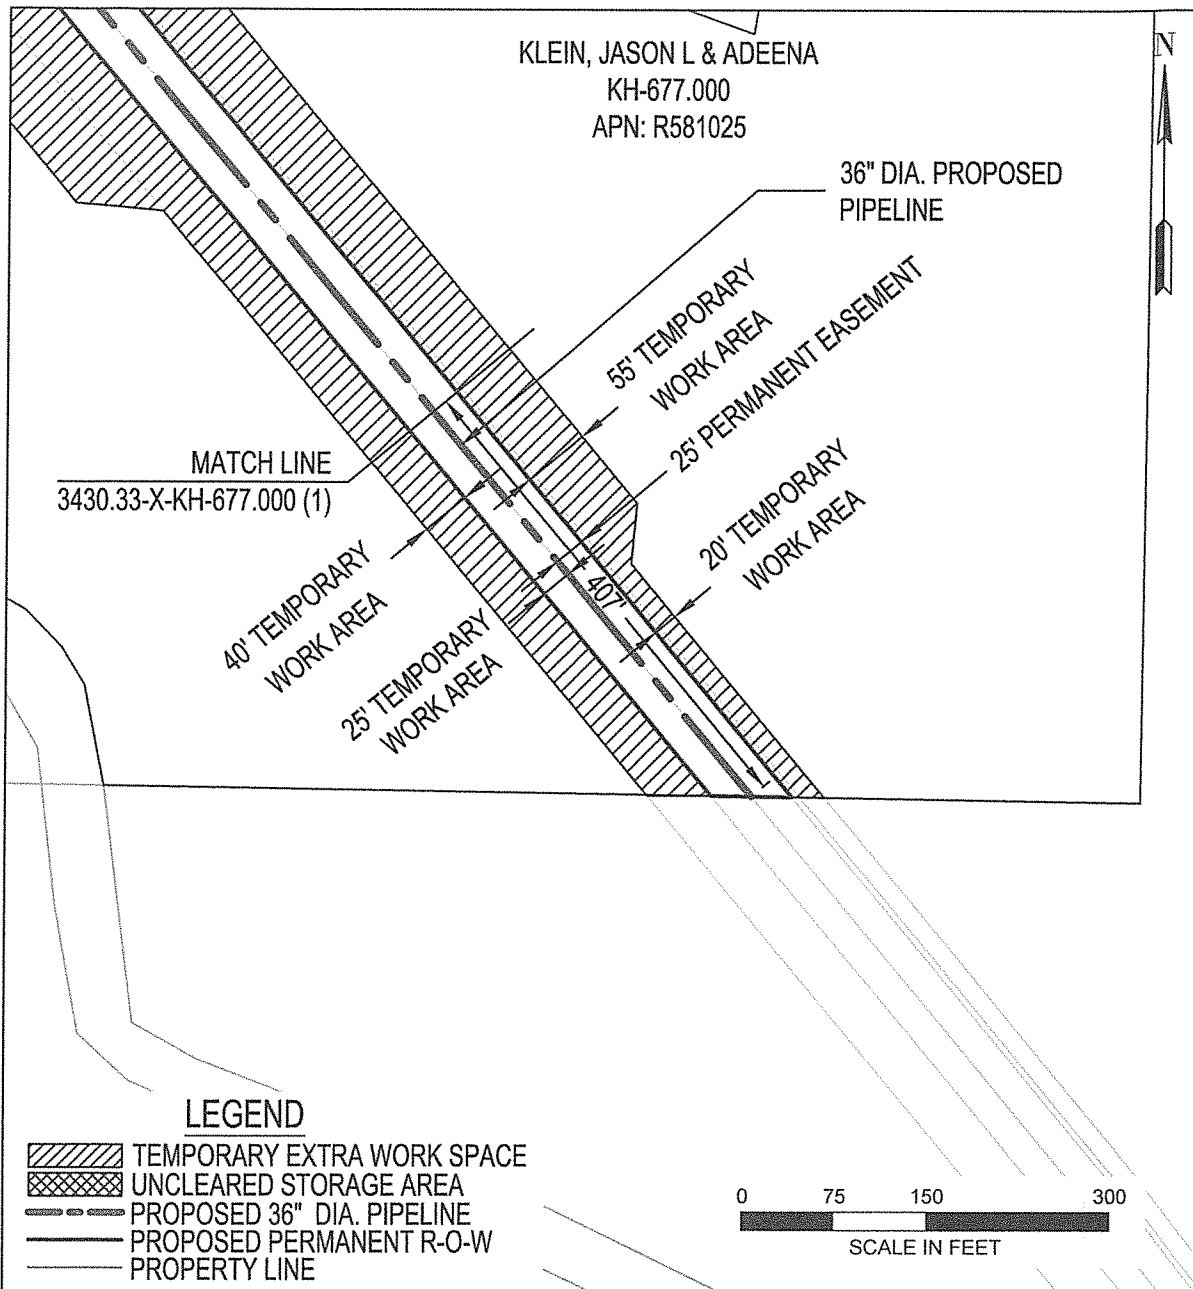 KLEIN, JASON L & ADEENA
KH-677.000
APN: R581025
N
36" DIA. PROPOSED
PIPELINE
55' TEMPORARY
WORK AREA
25' PERMANENT EASEMENT
20' TEMPORARY
WORK AREA
MATCH LINE
3430.33-X-KH-677.000 (1)
407'
40' TEMPORARY
WORK AREA
25' TEMPORARY
WORK AREA
LEGEND
TEMPORARY EXTRA WORK SPACE
UNCLEARED STORAGE AREA
PROPOSED 36" DIA. PIPELINE
PROPOSED PERMANENT R-O-W
PROPERTY LINE
0 75 150 300
SCALE IN FEET